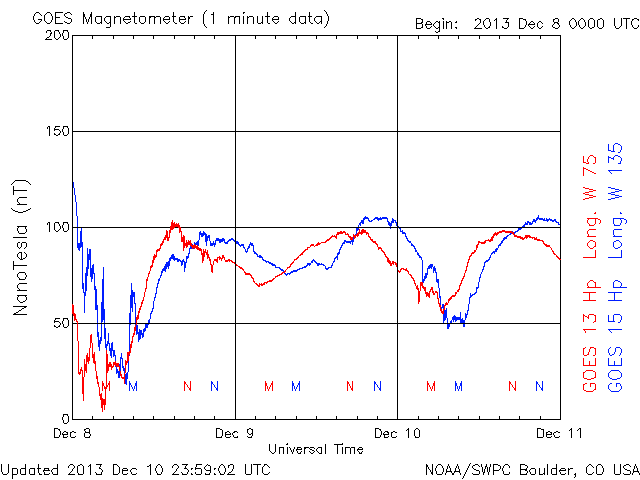 GOES Magnetometer (1 minute data)
Begin: 2013 Dec 8 0000 UTC
200
150
100
50
0
NanoTesla (nT)
M M N N M M N N M M N N
Dec 8 Dec 9 Dec 10 Dec 11
Universal Time
GOES 13 Hp Long. W 75
GOES 15 Hp Long. W 135
Updated 2013 Dec 10 23:59:02 UTC
NOAA/SWPC Boulder, CO USA